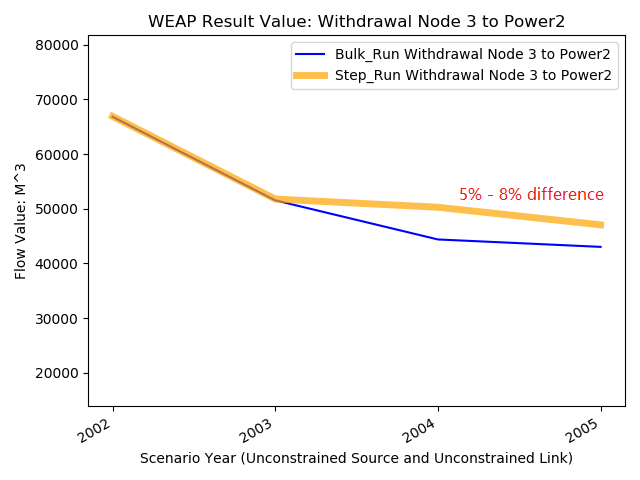 WEAP Result Value: Withdrawal Node 3 to Power2
Bulk_Run Withdrawal Node 3 to Power2
Step_Run Withdrawal Node 3 to Power2
5% - 8% difference
Flow Value: M^3
80000
70000
60000
50000
40000
30000
20000
2002
2003
2004
2005
Scenario Year (Unconstrained Source and Unconstrained Link)